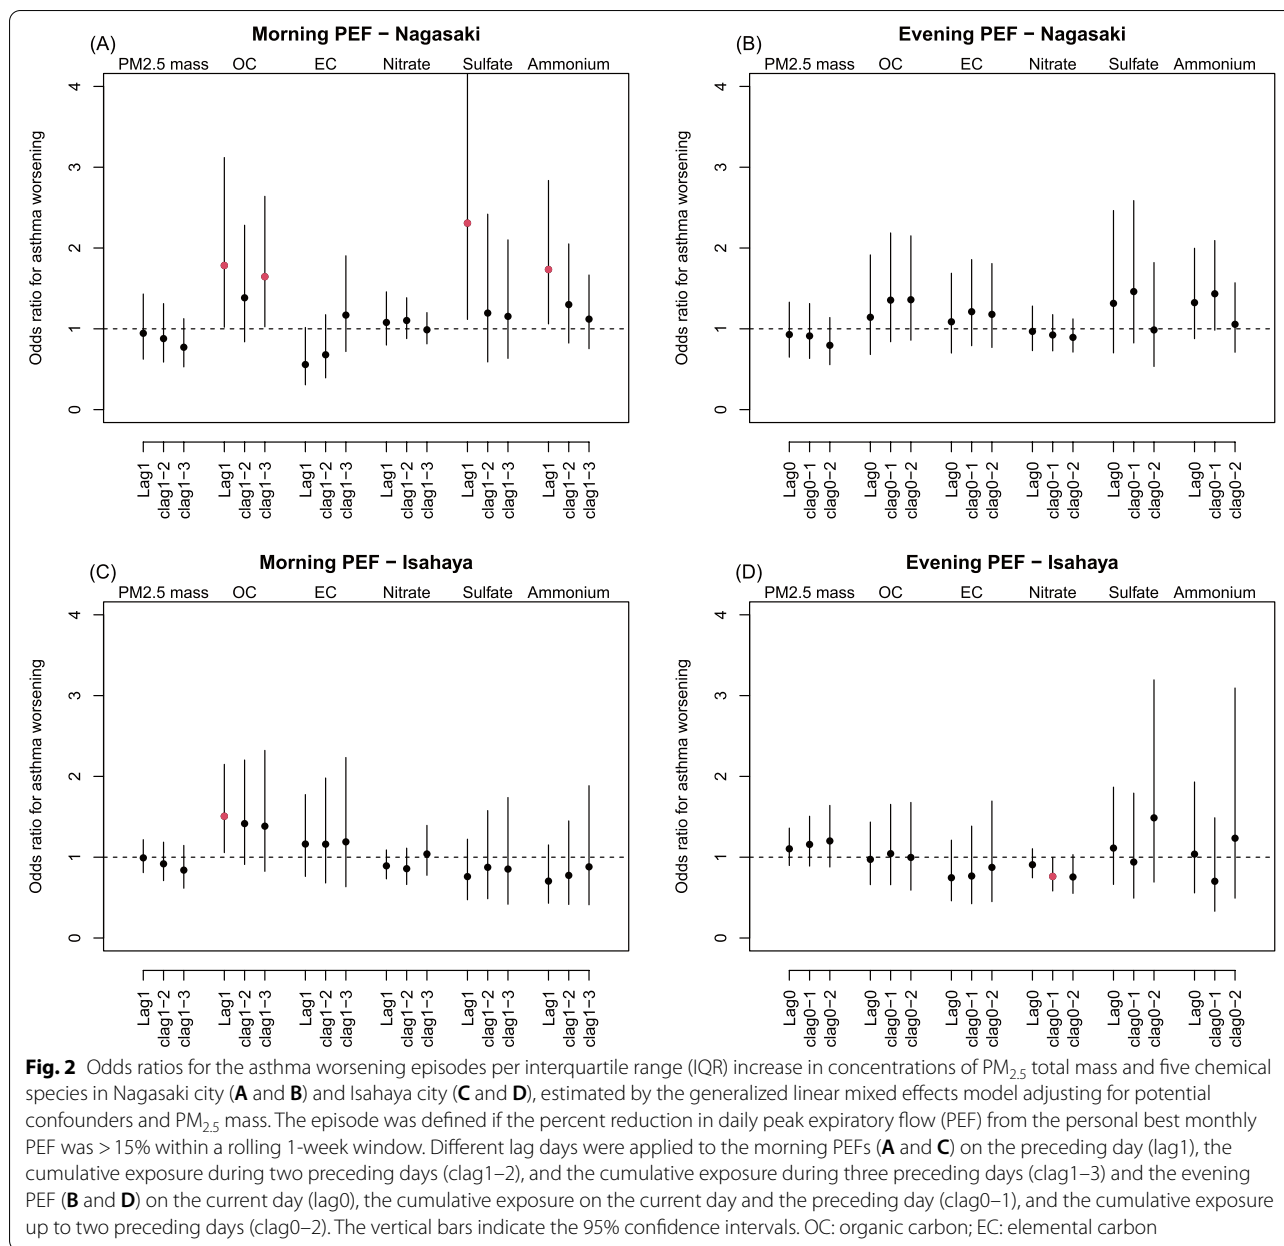 (A)
Morning PEF − Nagasaki
PM2.5 mass OC EC Nitrate Sulfate Ammonium
Odds ratio for asthma worsening
4
3
2
1
0
Lag1 clag1−2 clag1−3 Lag1 clag1−2 clag1−3 Lag1 clag1−2 clag1−3 Lag1 clag1−2 clag1−3 Lag1 clag1−2 clag1−3 Lag1 clag1−2 clag1−3
(B)
Evening PEF − Nagasaki
PM2.5 mass OC EC Nitrate Sulfate Ammonium
Odds ratio for asthma worsening
4
3
2
1
0
Lag0 clag0−1 clag0−2 Lag0 clag0−1 clag0−2 Lag0 clag0−1 clag0−2 Lag0 clag0−1 clag0−2 Lag0 clag0−1 clag0−2 Lag0 clag0−1 clag0−2
(C)
Morning PEF − Isahaya
PM2.5 mass OC EC Nitrate Sulfate Ammonium
Odds ratio for asthma worsening
4
3
2
1
0
Lag1 clag1−2 clag1−3 Lag1 clag1−2 clag1−3 Lag1 clag1−2 clag1−3 Lag1 clag1−2 clag1−3 Lag1 clag1−2 clag1−3 Lag1 clag1−2 clag1−3
(D)
Evening PEF − Isahaya
PM2.5 mass OC EC Nitrate Sulfate Ammonium
Odds ratio for asthma worsening
4
3
2
1
0
Lag0 clag0−1 clag0−2 Lag0 clag0−1 clag0−2 Lag0 clag0−1 clag0−2 Lag0 clag0−1 clag0−2 Lag0 clag0−1 clag0−2 Lag0 clag0−1 clag0−2
Fig. 2 Odds ratios for the asthma worsening episodes per interquartile range (IQR) increase in concentrations of PM2.5 total mass and five chemical
species in Nagasaki city (A and B) and Isahaya city (C and D), estimated by the generalized linear mixed effects model adjusting for potential
confounders and PM2.5 mass. The episode was defined if the percent reduction in daily peak expiratory flow (PEF) from the personal best monthly
PEF was > 15% within a rolling 1-week window. Different lag days were applied to the morning PEFs (A and C) on the preceding day (lag1), the
cumulative exposure during two preceding days (clag1–2), and the cumulative exposure during three preceding days (clag1–3) and the evening
PEF (B and D) on the current day (lag0), the cumulative exposure on the current day and the preceding day (clag0–1), and the cumulative exposure
up to two preceding days (clag0–2). The vertical bars indicate the 95% confidence intervals. OC: organic carbon; EC: elemental carbon